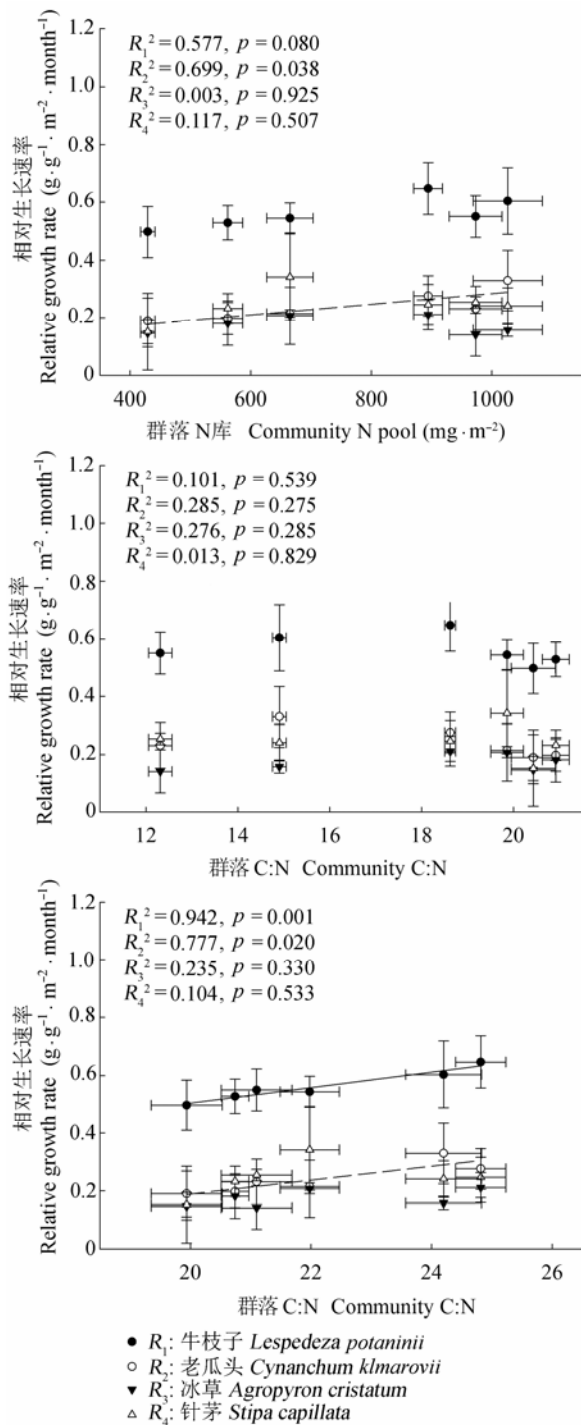 R₁²=0.577, p=0.080
R₂²=0.699, p=0.038
R₃²=0.003, p=0.925
R₄²=0.117, p=0.507
相对生长速率
Relative growth rate (g·g⁻¹·m⁻²·month⁻¹)
1.2
1.0
0.8
0.6
0.4
0.2
0
400 600 800 1000
群落 N库 Community N pool (mg·m⁻²)
R₁²=0.101, p=0.539
R₂²=0.285, p=0.275
R₃²=0.276, p=0.285
R₄²=0.013, p=0.829
相对生长速率
Relative growth rate (g·g⁻¹·m⁻²·month⁻¹)
1.2
1.0
0.8
0.6
0.4
0.2
0
12 14 16 18 20
群落 C:N Community C:N
R₁²=0.942, p=0.001
R₂²=0.777, p=0.020
R₃²=0.235, p=0.330
R₄²=0.104, p=0.533
相对生长速率
Relative growth rate (g·g⁻¹·m⁻²·month⁻¹)
1.2
1.0
0.8
0.6
0.4
0.2
0
20 22 24 26
群落 C:N Community C:N
R₁: 牛枝子 Lespedeza potaninii
R₂: 老瓜头 Cynanchum klmarovii
R₃: 冰草 Agropyron cristatum
R₄: 针茅 Stipa capillata